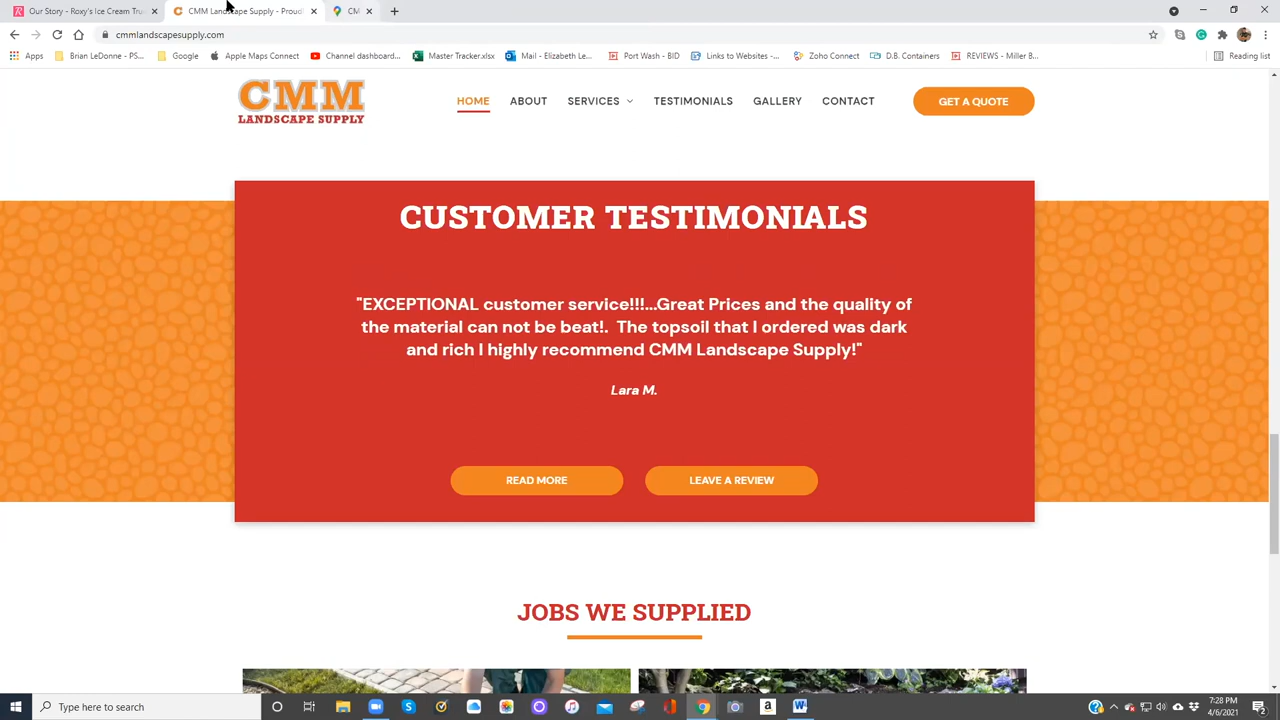 Our Story - Roxy's Ice Cream Tru
CMM Landscape Supply - Proud
CM
cmmlandscapesupply.com
Apps
Brian LeDonne - PS...
Google
Apple Maps Connect
Channel dashboard...
Master Tracker.xlsx
Mail - Elizabeth Le...
Port Wash - BID
Links to Websites -...
Zoho Connect
D.B. Containers
REVIEWS - Miller B...
Reading list
CMM
LANDSCAPE SUPPLY
HOME ABOUT SERVICES TESTIMONIALS GALLERY CONTACT
GET A QUOTE
CUSTOMER TESTIMONIALS
"EXCEPTIONAL customer service!!!...Great Prices and the quality of
the material can not be beat!. The topsoil that I ordered was dark
and rich I highly recommend CMM Landscape Supply!"
Lara M.
READ MORE
LEAVE A REVIEW
JOBS WE SUPPLIED
Type here to search
7:28 PM
4/6/2021